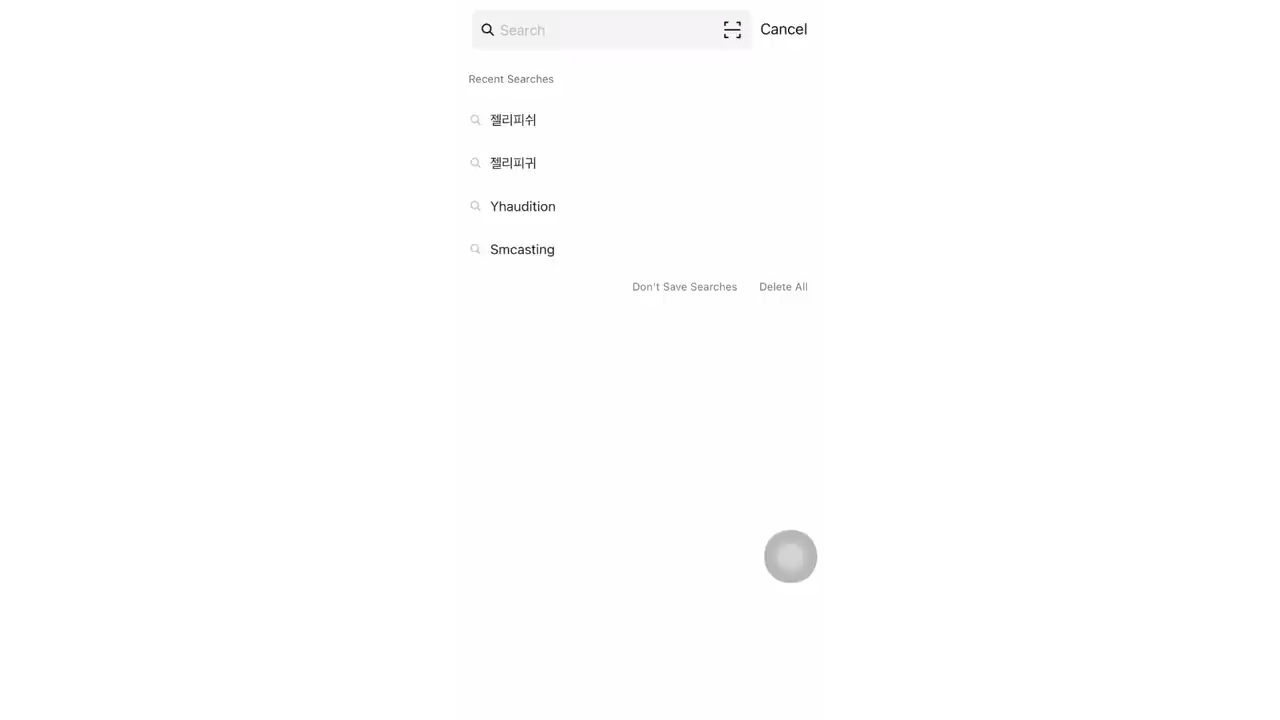 Search
Cancel
Recent Searches
젤리피쉬
젤리피귀
Yhaudition
Smcasting
Don't Save Searches
Delete All